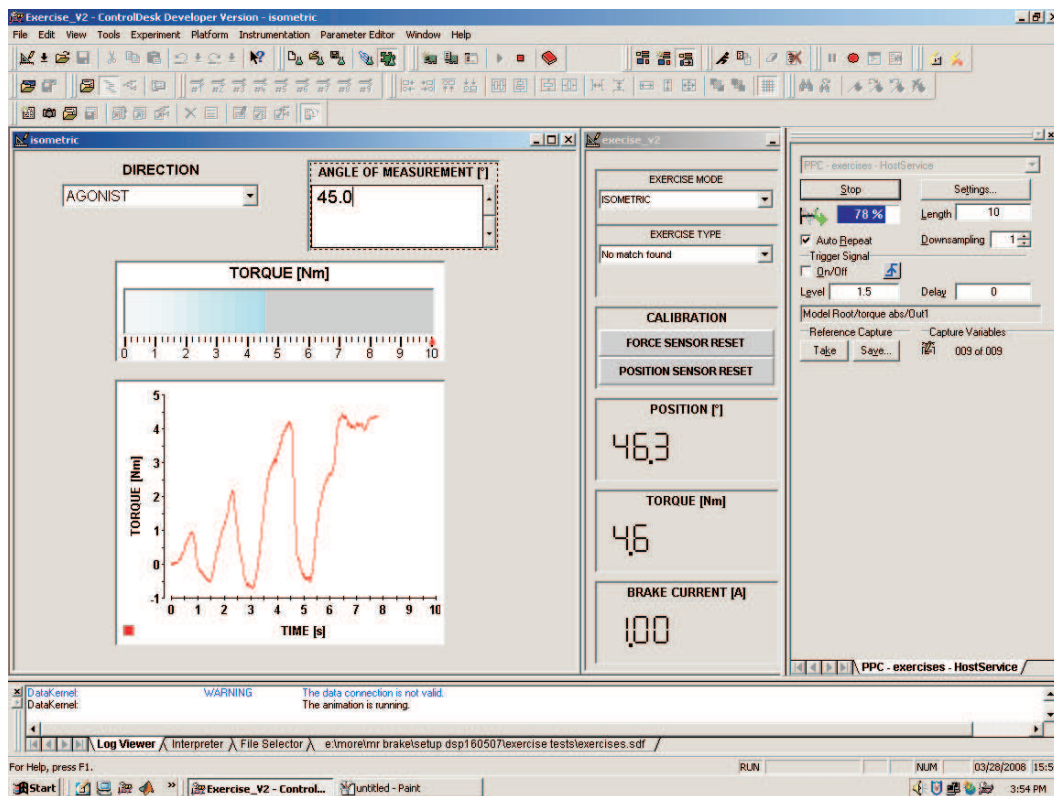 Exercise_V2 - ControlDesk Developer Version - isometric
File Edit View Tools Experiment Platform Instrumentation Parameter Editor Window Help
isometric
DIRECTION
AGONIST
ANGLE OF MEASUREMENT [°]
45.0
TORQUE [Nm]
0 1 2 3 4 5 6 7 8 9 10
TORQUE [Nm]
5
4
3
2
1
0
-1
0 1 2 3 4 5 6 7 8 9 10
TIME [s]
execise_v2
EXERCISE MODE
ISOMETRIC
EXERCISE TYPE
No match found
CALIBRATION
FORCE SENSOR RESET
POSITION SENSOR RESET
POSITION [°]
46.3
TORQUE [Nm]
4.6
BRAKE CURRENT [A]
1.00
PPC - exercises - HostService
Stop Settings...
78 % Length 10
Auto Repeat Downsampling 1
Trigger Signal
On/Off
Level 1.5 Delay 0
Model Root/torque abs/Out1
Reference Capture Capture Variables
Take Save... 009 of 009
PPC - exercises - HostService
DataKernel: WARNING The data connection is not valid.
DataKernel: The animation is running.
Log Viewer Interpreter File Selector e:\more\mr brake\setup dsp160507\exercise tests\exercises.sdf
For Help, press F1. RUN NUM 03/28/2008 15:5
Start » Exercise_V2 - Control... untitled - Paint 3:54 PM